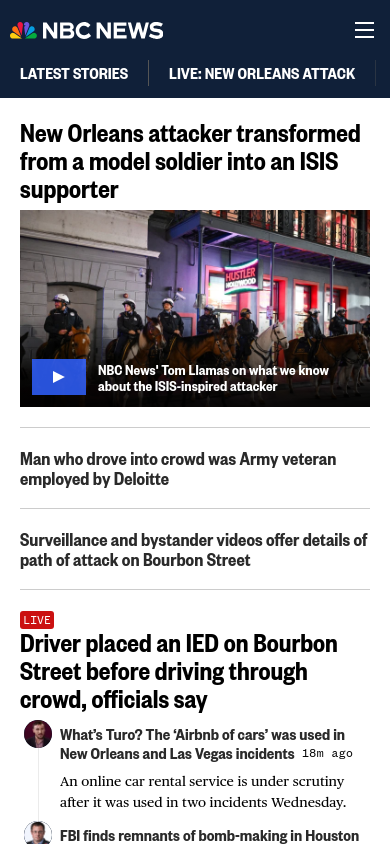 NBC NEWS
LATEST STORIES
LIVE: NEW ORLEANS ATTACK
New Orleans attacker transformed
from a model soldier into an ISIS
supporter
HUSTLER
HOLLYWOOD
NBC News' Tom Llamas on what we know
about the ISIS-inspired attacker
Man who drove into crowd was Army veteran
employed by Deloitte
Surveillance and bystander videos offer details of
path of attack on Bourbon Street
LIVE
Driver placed an IED on Bourbon
Street before driving through
crowd, officials say
What’s Turo? The ‘Airbnb of cars’ was used in
New Orleans and Las Vegas incidents 18m ago
An online car rental service is under scrutiny
after it was used in two incidents Wednesday.
FBI finds remnants of bomb-making in Houston